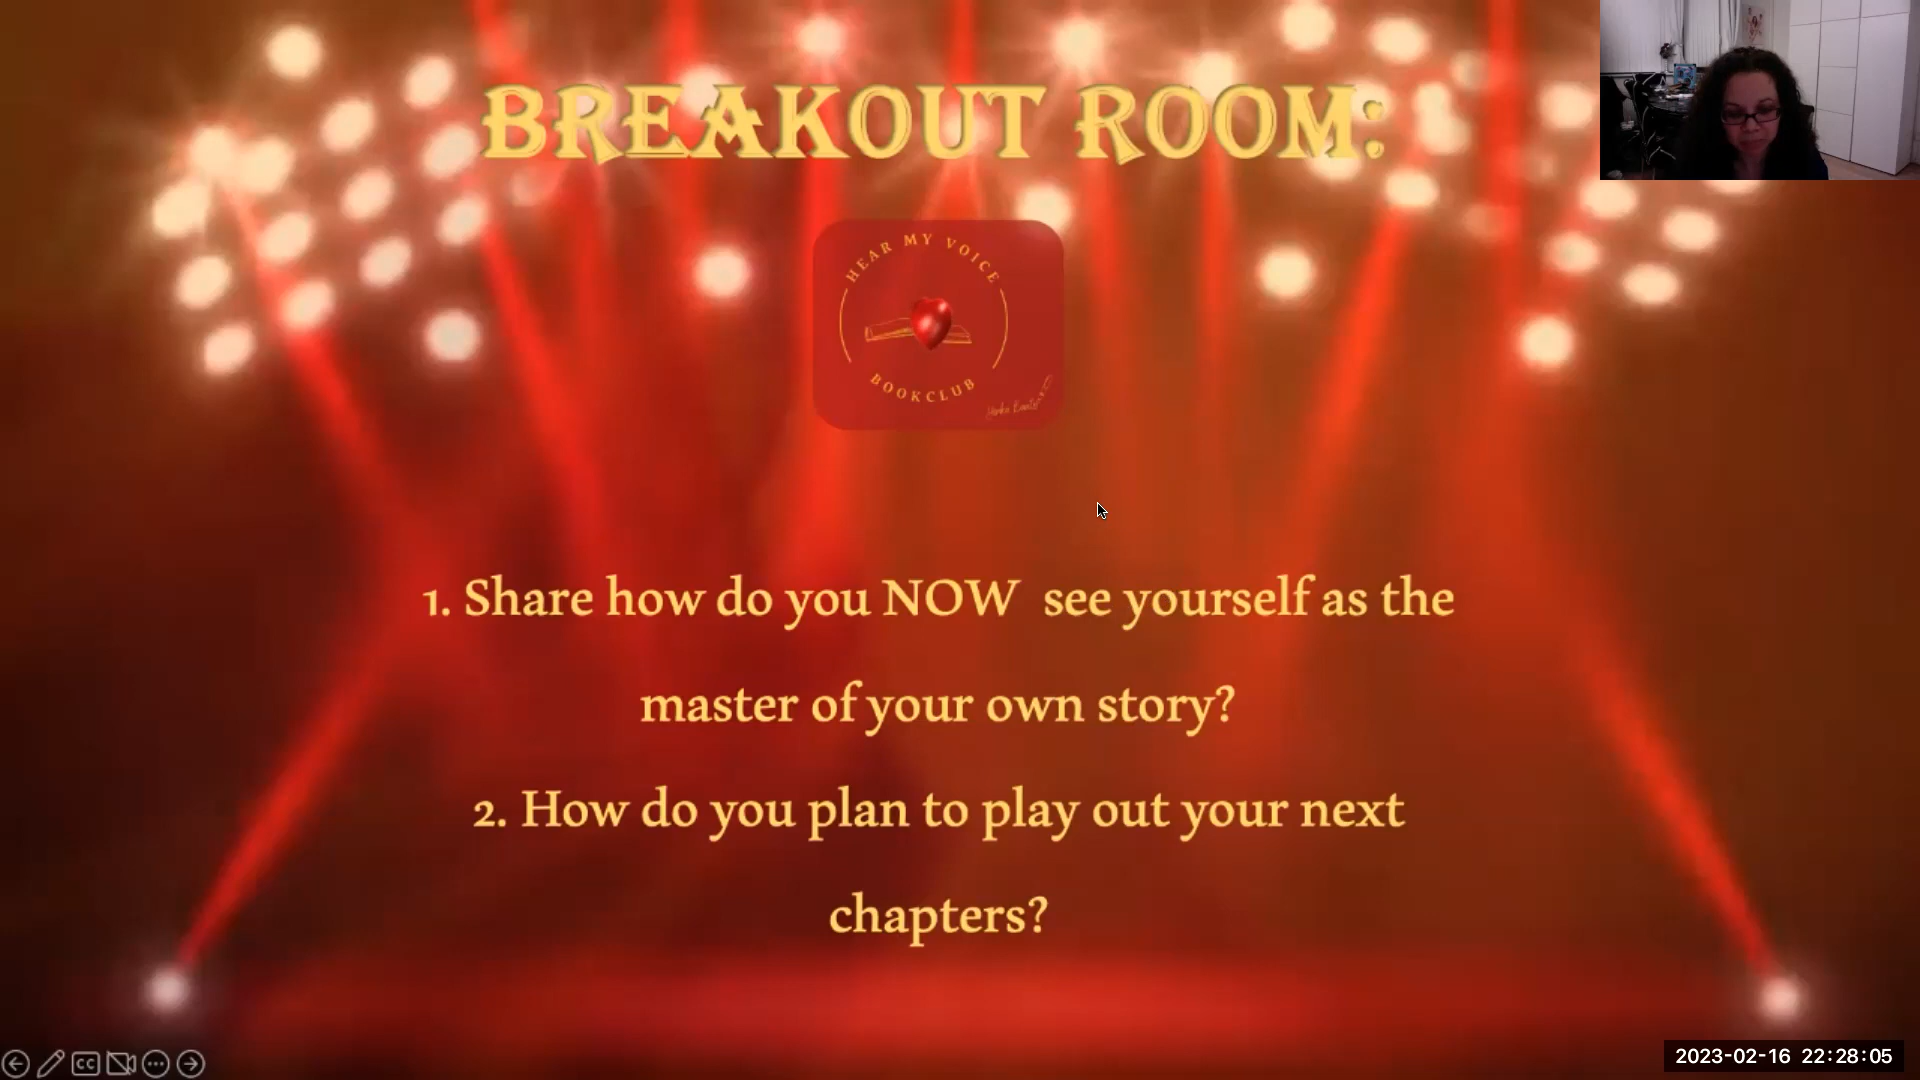 BREAKOUT ROOM:
HEAR MY VOICE
BOOKCLUB
1. Share how do you NOW see yourself as the
master of your own story?
2. How do you plan to play out your next
chapters?
CC
2023-02-16 22:28:05